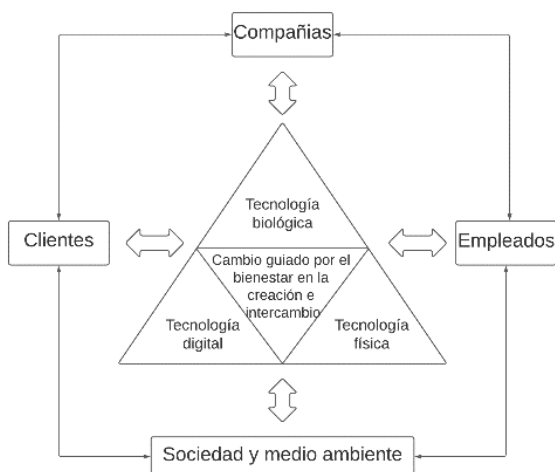 Compañias
Tecnología
biológica
Clientes
Empleados
Cambio guiado por el
bienestar en la
creación e
intercambio
Tecnología
digital
Tecnología
física
Sociedad y medio ambiente